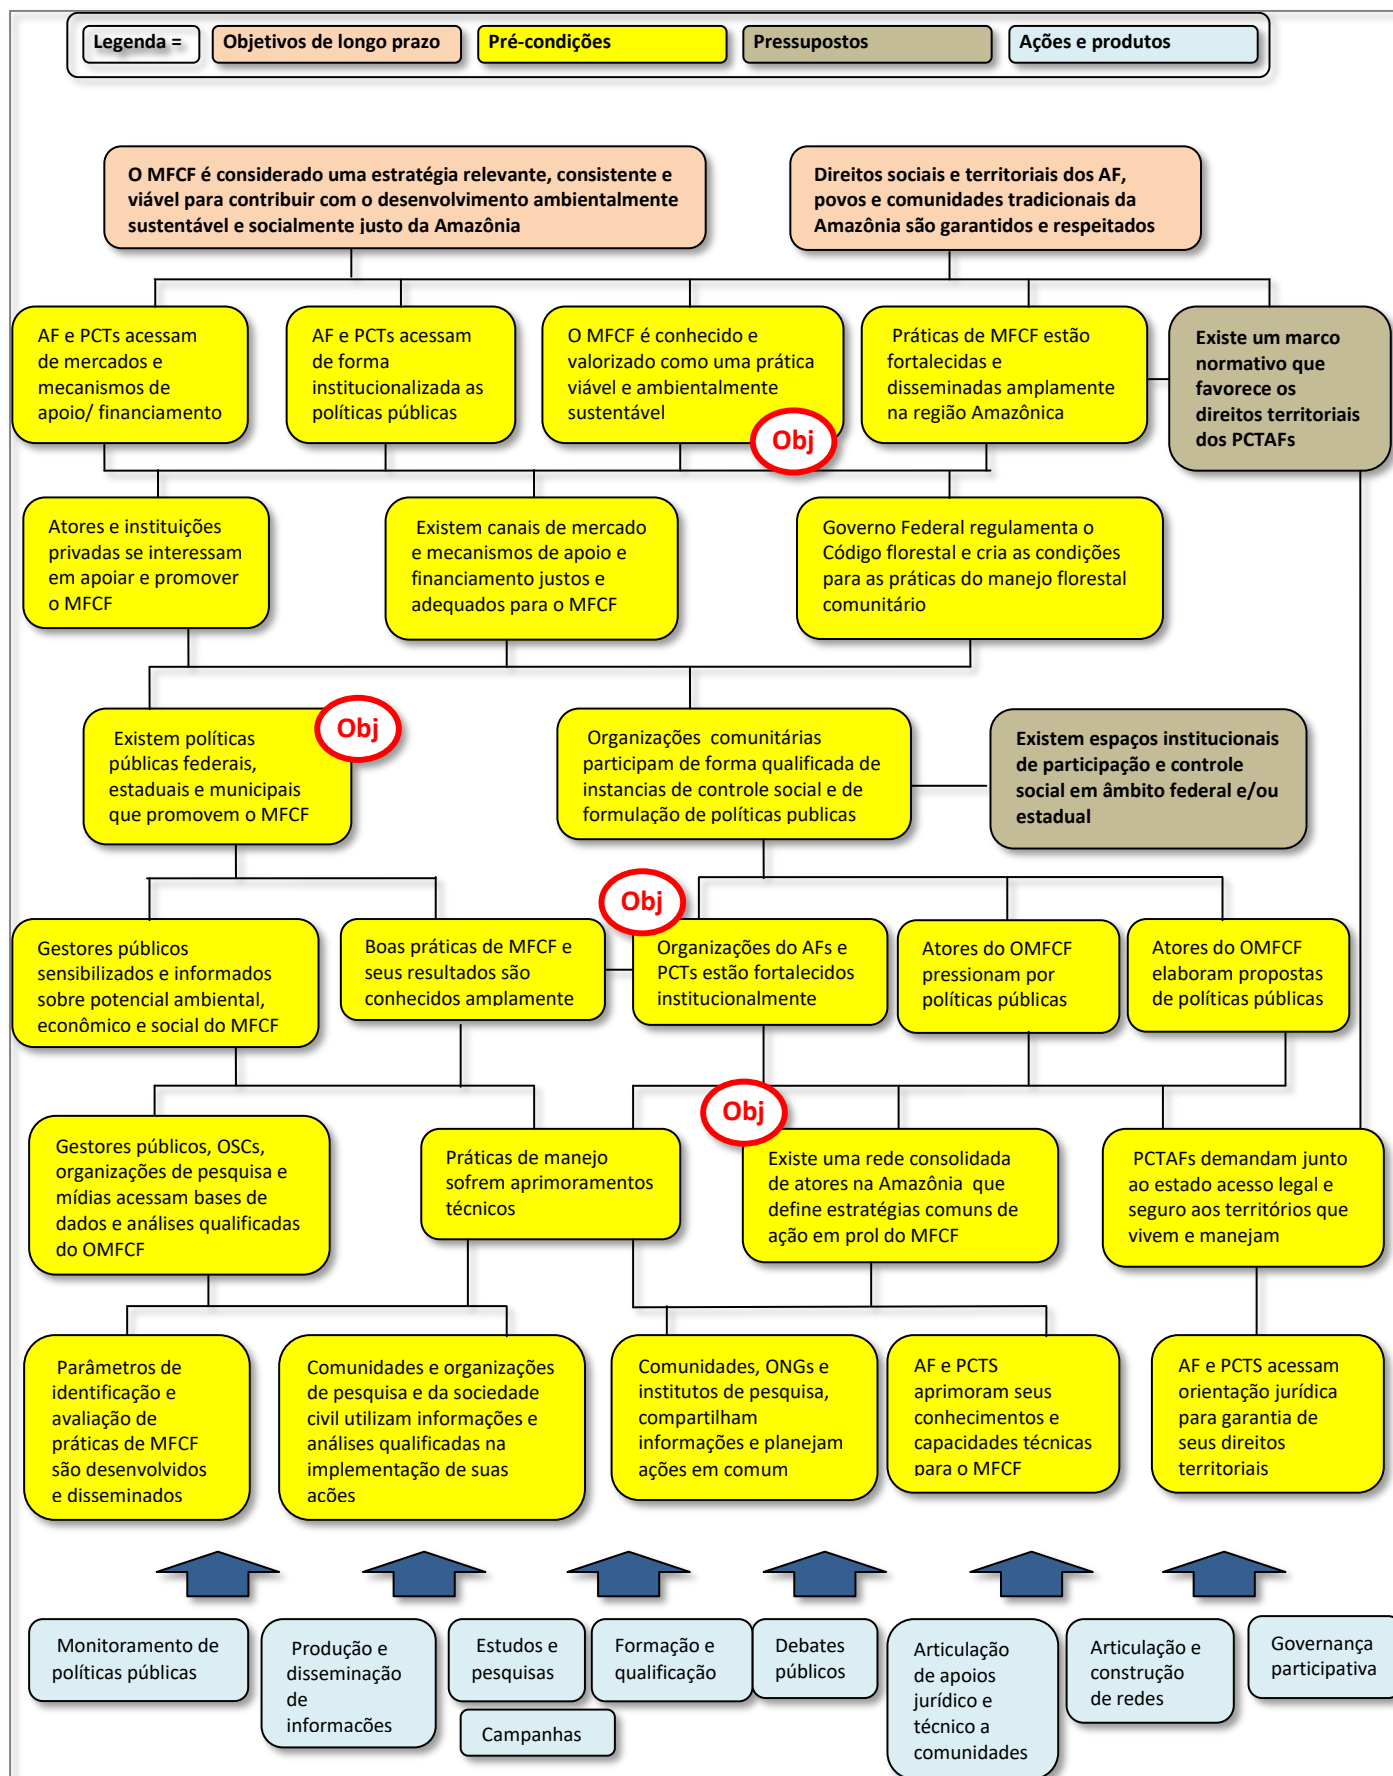 Legenda =
Objetivos de longo prazo
Pré-condições
Pressupostos
Ações e produtos
O MFCF é considerado uma estratégia relevante, consistente e
viável para contribuir com o desenvolvimento ambientalmente
sustentável e socialmente justo da Amazônia
Direitos sociais e territoriais dos AF,
povos e comunidades tradicionais da
Amazônia são garantidos e respeitados
AF e PCTs acessam
de mercados e
mecanismos de
apoio/ financiamento
AF e PCTs acessam
de forma
institucionalizada as
políticas públicas
O MFCF é conhecido e
valorizado como uma prática
viável e ambientalmente
sustentável
Obj
Práticas de MFCF estão
fortalecidas e
disseminadas amplamente
na região Amazônica
Existe um marco
normativo que
favorece os
direitos territoriais
dos PCTAFs
Atores e instituições
privadas se interessam
em apoiar e promover
o MFCF
Existem canais de mercado
e mecanismos de apoio e
financiamento justos e
adequados para o MFCF
Governo Federal regulamenta o
Código florestal e cria as condições
para as práticas do manejo florestal
comunitário
Existem políticas
públicas federais,
estaduais e municipais
que promovem o MFCF
Obj
Organizações comunitárias
participam de forma qualificada de
instancias de controle social e de
formulação de políticas publicas
Existem espaços institucionais
de participação e controle
social em âmbito federal e/ou
estadual
Gestores públicos
sensibilizados e informados
sobre potencial ambiental,
econômico e social do MFCF
Boas práticas de MFCF e
seus resultados são
conhecidos amplamente
Obj
Organizações do AFs e
PCTs estão fortalecidos
institucionalmente
Atores do OMFCF
pressionam por
políticas públicas
Atores do OMFCF
elaboram propostas
de políticas públicas
Gestores públicos, OSCs,
organizações de pesquisa e
mídias acessam bases de
dados e análises qualificadas
do OMFCF
Práticas de manejo
sofrem aprimoramentos
técnicos
Obj
Existe uma rede consolidada
de atores na Amazônia que
define estratégias comuns de
ação em prol do MFCF
PCTAFs demandam junto
ao estado acesso legal e
seguro aos territórios que
vivem e manejam
Parâmetros de
identificação e
avaliação de
práticas de MFCF
são desenvolvidos
e disseminados
Comunidades e organizações
de pesquisa e da sociedade
civil utilizam informações e
análises qualificadas na
implementação de suas
ações
Comunidades, ONGs e
institutos de pesquisa,
compartilham
informações e planejam
ações em comum
AF e PCTS
aprimoram seus
conhecimentos e
capacidades técnicas
para o MFCF
AF e PCTS acessam
orientação jurídica
para garantia de
seus direitos
territoriais
Monitoramento de
políticas públicas
Produção e
disseminação
de
informações
Estudos e
pesquisas
Campanhas
Formação e
qualificação
Debates
públicos
Articulação
de apoios
jurídico e
técnico a
comunidades
Articulação e
construção
de redes
Governança
participativa